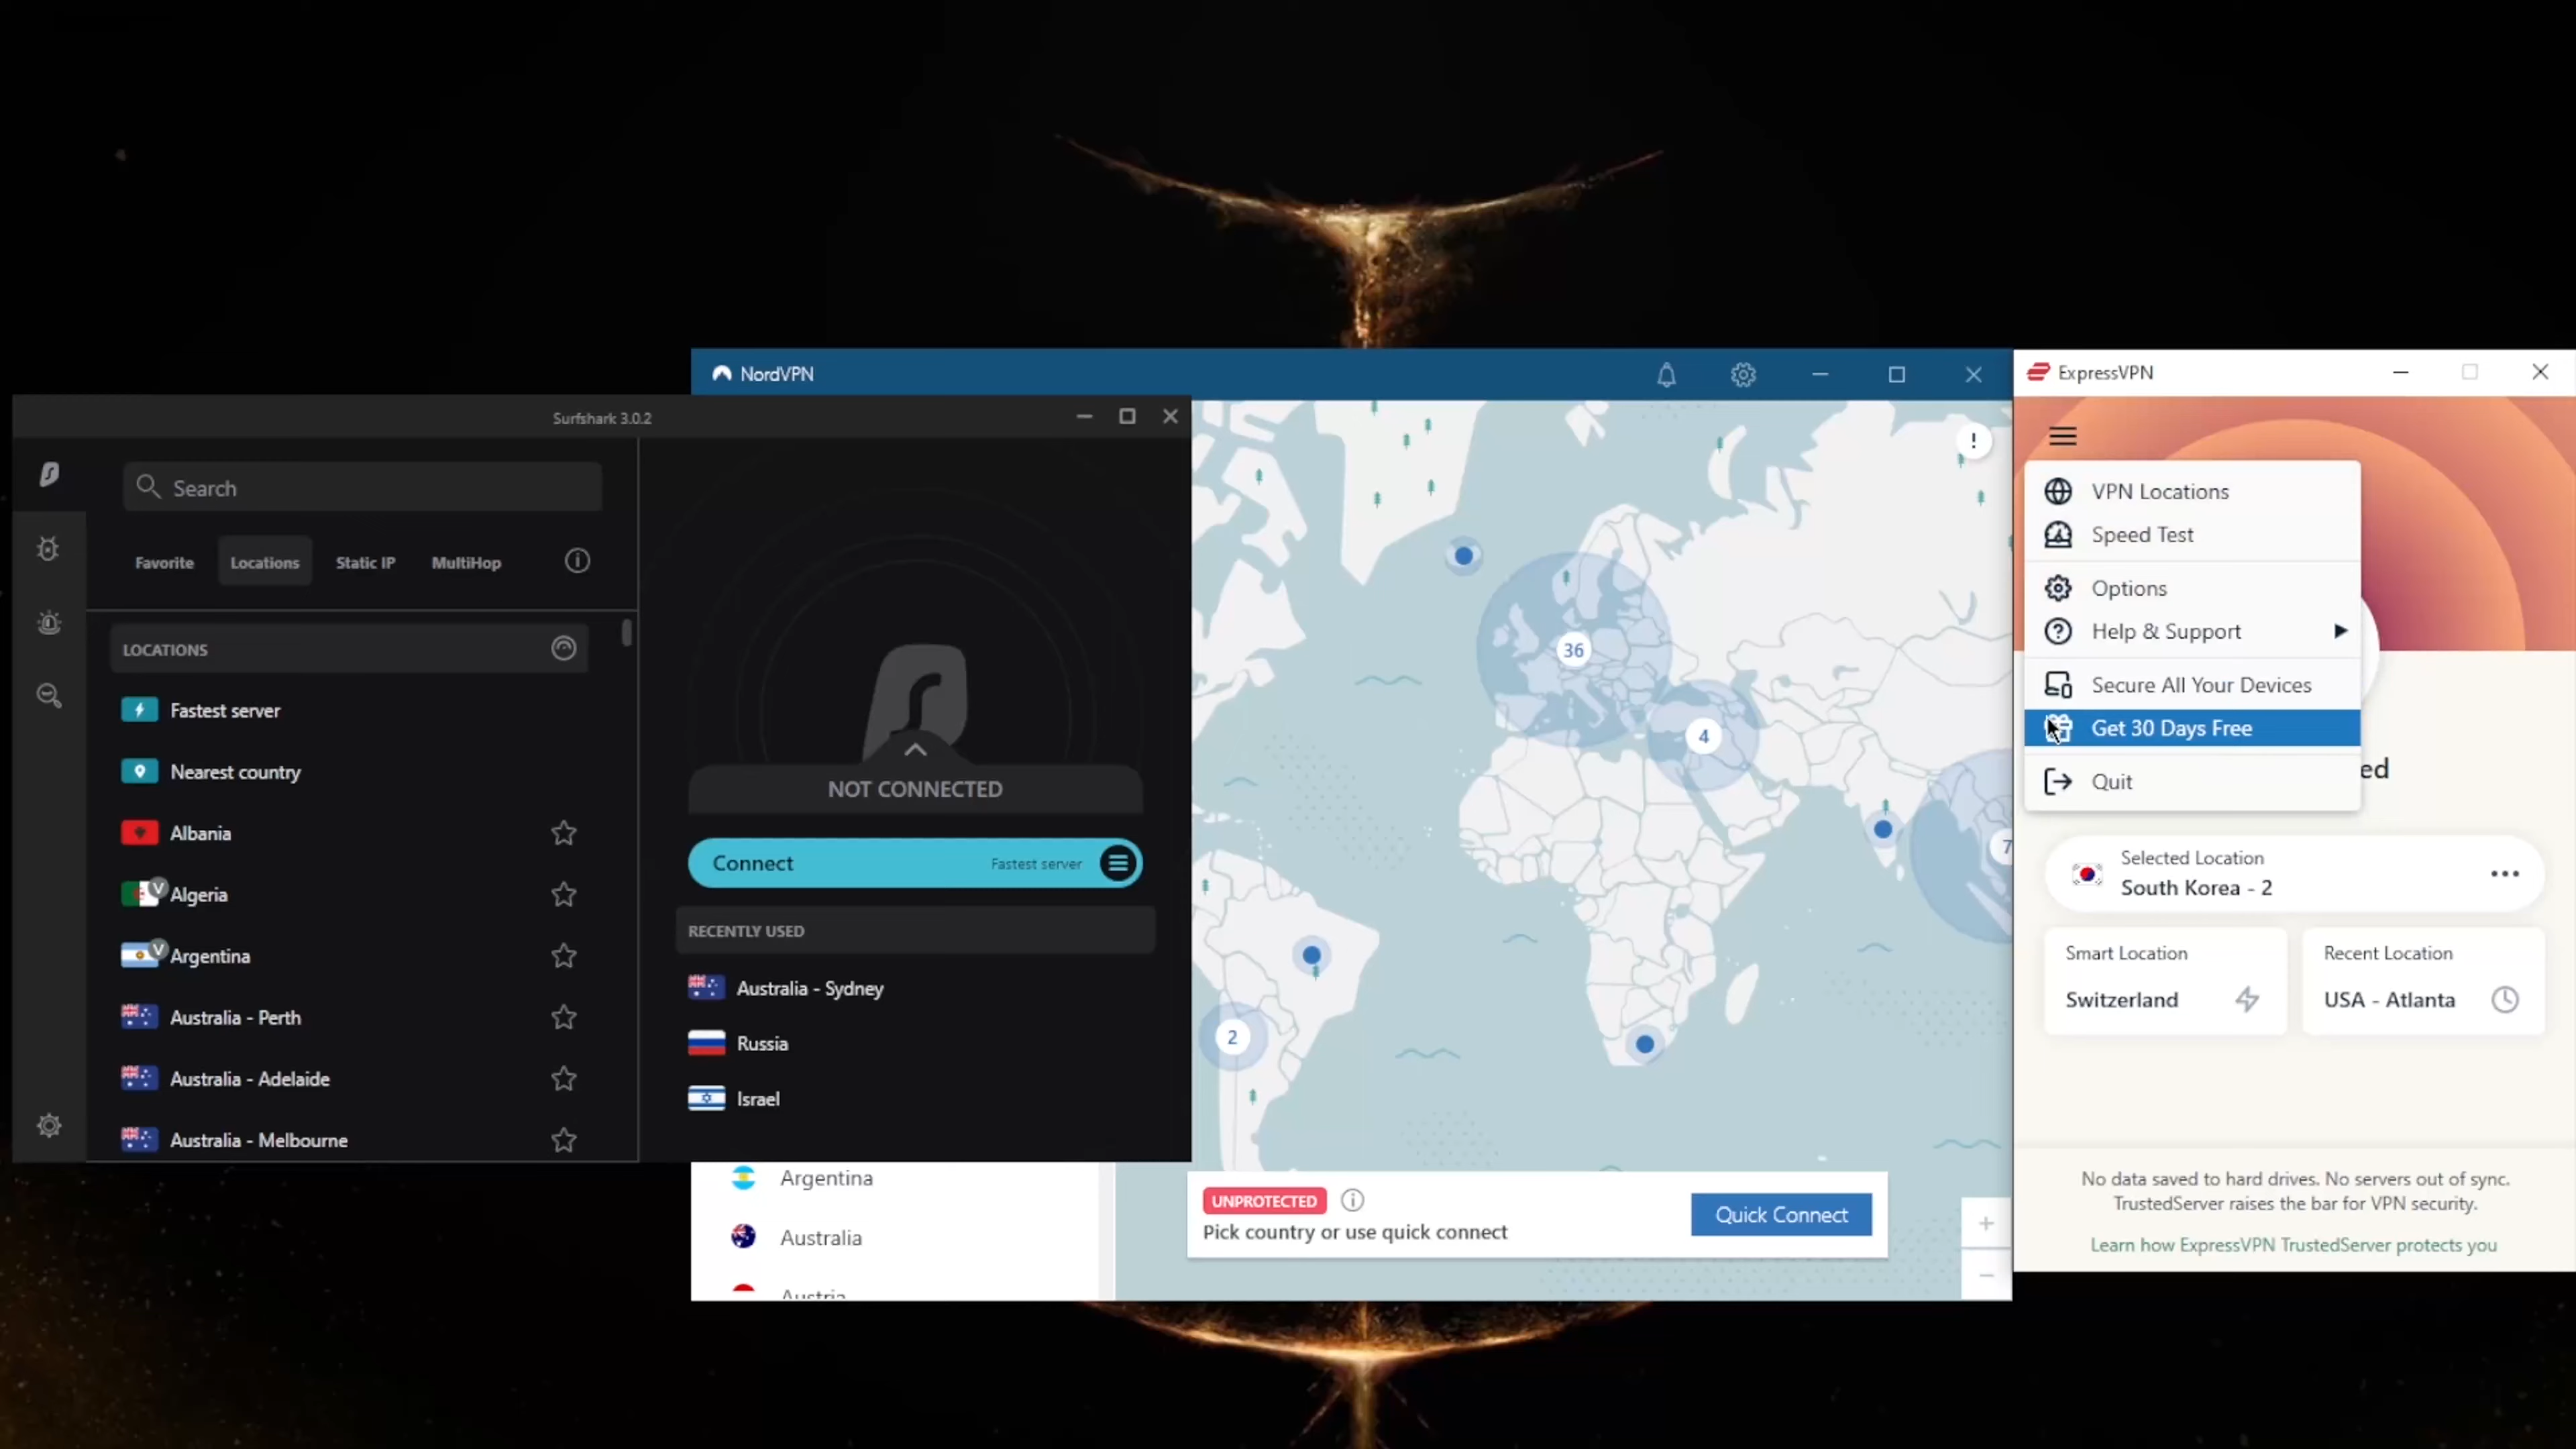 NordVPN
Surfshark 3.0.2
Search
Favorite
Locations
Static IP
MultiHop
LOCATIONS
Fastest server
Nearest country
Albania
V
Algeria
V
Argentina
Australia - Perth
Australia - Adelaide
Australia - Melbourne
NOT CONNECTED
Connect
Fastest server
RECENTLY USED
Australia - Sydney
Russia
Israel
!
36
4
7
2
Argentina
Australia
Austria
UNPROTECTED
Pick country or use quick connect
Quick Connect
+
−
ExpressVPN
VPN Locations
Speed Test
Options
Help & Support
Secure All Your Devices
Get 30 Days Free
Quit
ed
Selected Location
South Korea - 2
Smart Location
Switzerland
Recent Location
USA - Atlanta
No data saved to hard drives. No servers out of sync.
TrustedServer raises the bar for VPN security.
Learn how ExpressVPN TrustedServer protects you